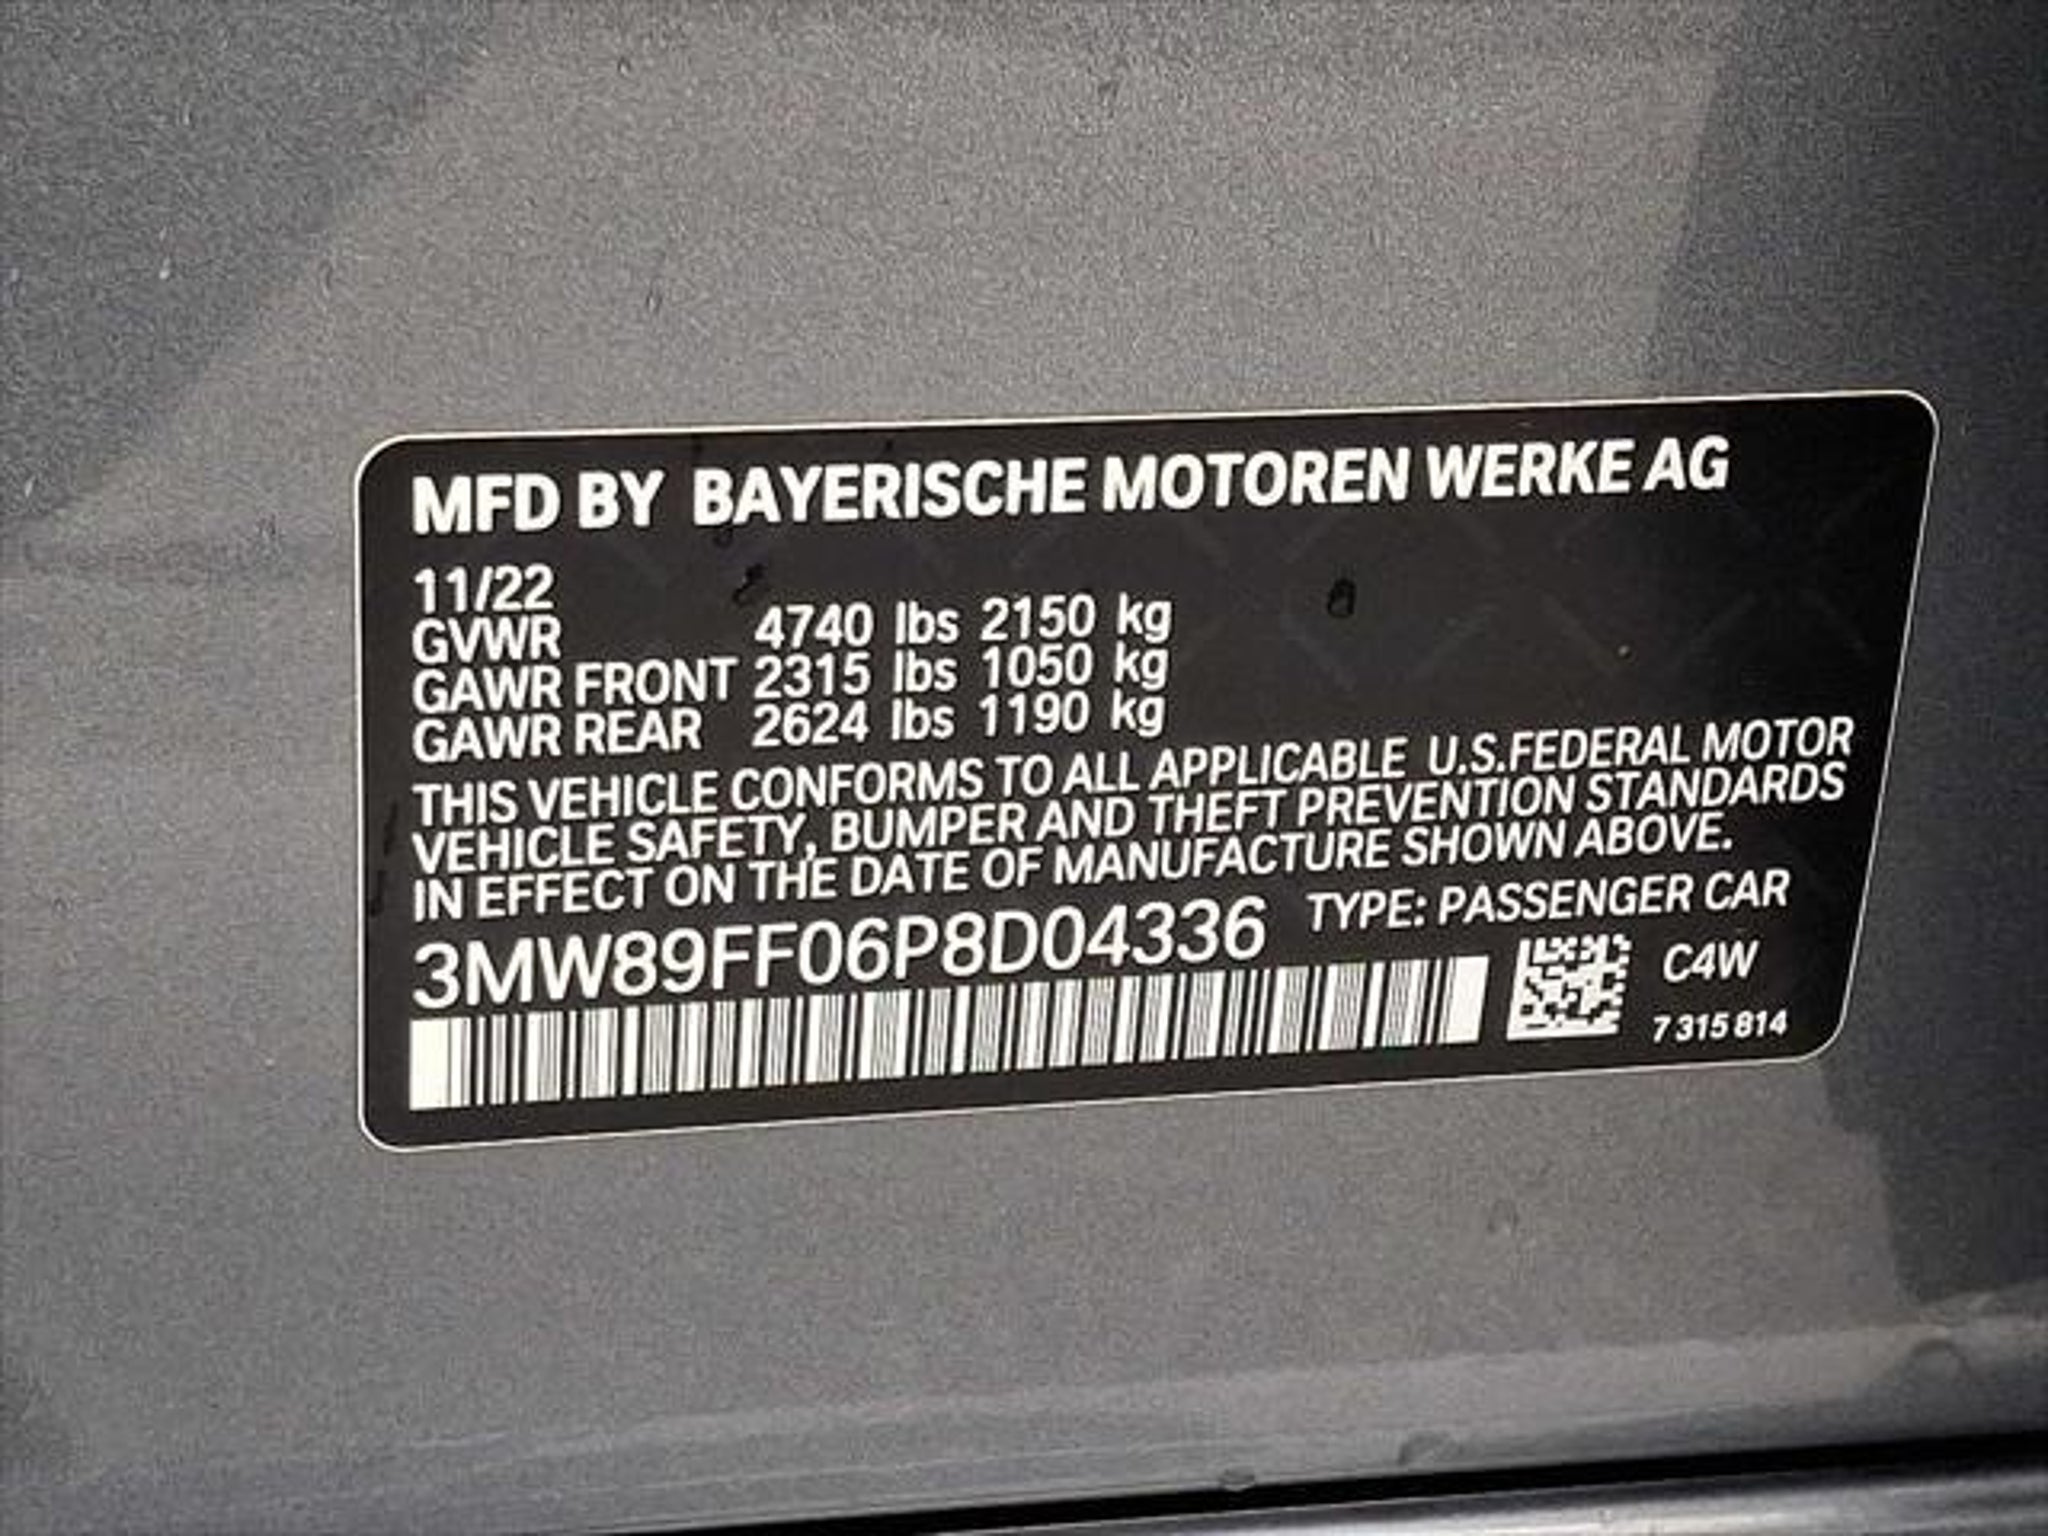 MFD BY BAYERISCHE MOTOREN WERKE AG
11/22
GVWR 4740 lbs 2150 kg
GAWR FRONT 2315 lbs 1050 kg
GAWR REAR 2624 lbs 1190 kg
THIS VEHICLE CONFORMS TO ALL APPLICABLE U.S.FEDERAL MOTOR
VEHICLE SAFETY, BUMPER AND THEFT PREVENTION STANDARDS
IN EFFECT ON THE DATE OF MANUFACTURE SHOWN ABOVE.
3MW89FF06P8D04336 TYPE: PASSENGER CAR
C4W
7 315 814